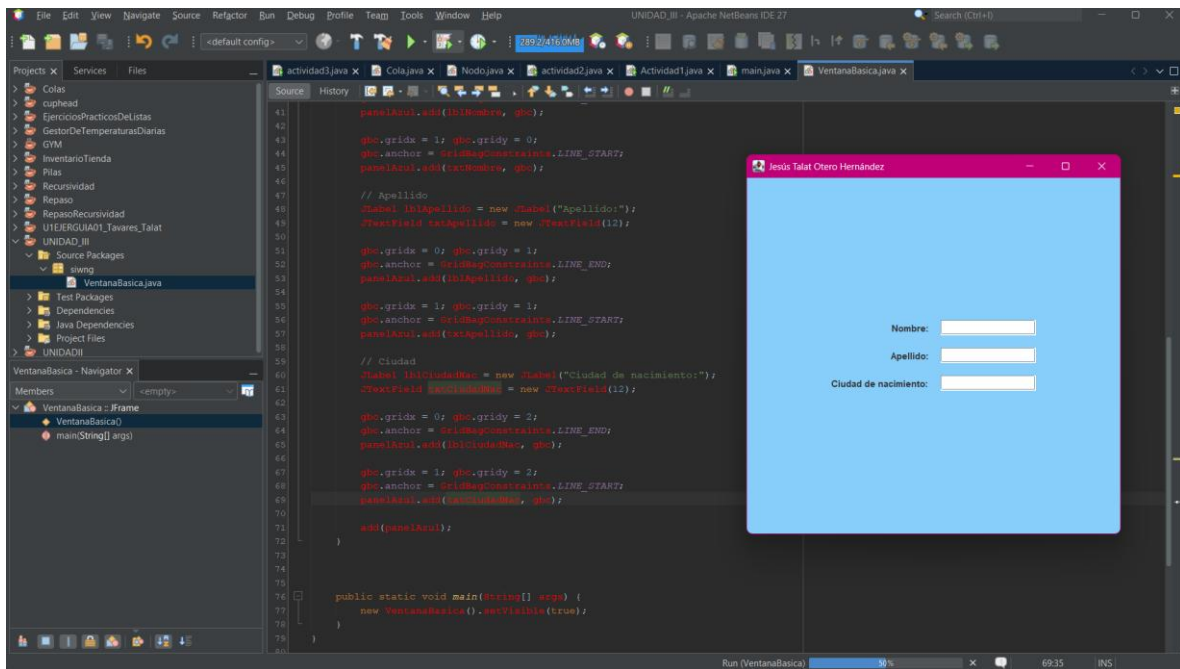 File Edit View Navigate Source Refactor Run Debug Profile Team Tools Window Help UNIDAD_III - Apache NetBeans IDE 27 Search (Ctrl+I)
<default config> 289.2/416.0MB
Projects x Services Files
actividad3.java x Cola.java x Nodo.java x actividad2.java x Actividad1.java x main.java x VentanaBasica.java x
Colas
cuphead
EjerciosPracticosDeListas
GestorDeTemperaturasDiarias
GYM
InventarioTienda
Pilas
Recursividad
Repaso
RepasoRecursividad
U1EJERGUIA01_Tavares_Talat
UNIDAD_III
Source Packages
siwng
VentanaBasica.java
Test Packages
Dependencies
Java Dependencies
Project Files
UNIDADII
VentanaBasica - Navigator x
Members <empty>
VentanaBasica :: JFrame
VentanaBasica()
main(String[] args)
Source History
41 panelAzul.add(lblNombre, gbc);
42
43 gbc.gridx = 1; gbc.gridy = 0;
44 gbc.anchor = GridBagConstraints.LINE_START;
45 panelAzul.add(txtNombre, gbc);
46
47 // Apellido
48 JLabel lblApellido = new JLabel("Apellido:");
49 JTextField txtApellido = new JTextField(12);
50
51 gbc.gridx = 0; gbc.gridy = 1;
52 gbc.anchor = GridBagConstraints.LINE_END;
53 panelAzul.add(lblApellido, gbc);
54
55 gbc.gridx = 1; gbc.gridy = 1;
56 gbc.anchor = GridBagConstraints.LINE_START;
57 panelAzul.add(txtApellido, gbc);
58
59 // Ciudad
60 JLabel lblCiudadNac = new JLabel("Ciudad de nacimiento:");
61 JTextField txtCiudadNac = new JTextField(12);
62
63 gbc.gridx = 0; gbc.gridy = 2;
64 gbc.anchor = GridBagConstraints.LINE_END;
65 panelAzul.add(lblCiudadNac, gbc);
66
67 gbc.gridx = 1; gbc.gridy = 2;
68 gbc.anchor = GridBagConstraints.LINE_START;
69 panelAzul.add(txtCiudadNac, gbc);
70
71 add(panelAzul);
72 }
73
74
75
76 public static void main(String[] args) {
77 new VentanaBasica().setVisible(true);
78 }
79 }
80
Jesús Talat Otero Hernández
Nombre:
Apellido:
Ciudad de nacimiento:
Run (VentanaBasica) 50% 69:35 INS